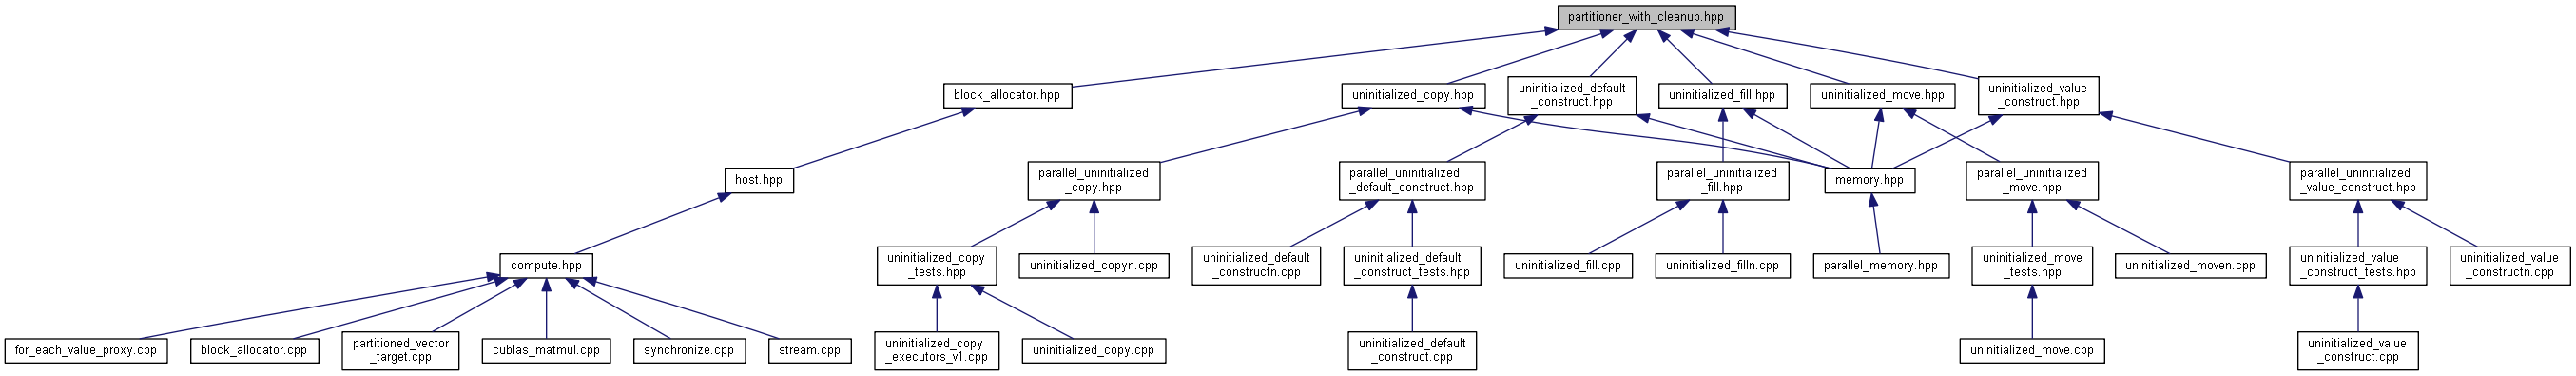 partitioner_with_cleanup.hpp
block_allocator.hpp
uninitialized_copy.hpp
uninitialized_default
_construct.hpp
uninitialized_fill.hpp
uninitialized_move.hpp
uninitialized_value
_construct.hpp
host.hpp
parallel_uninitialized
_copy.hpp
parallel_uninitialized
_default_construct.hpp
parallel_uninitialized
_fill.hpp
memory.hpp
parallel_uninitialized
_move.hpp
parallel_uninitialized
_value_construct.hpp
compute.hpp
uninitialized_copy
_tests.hpp
uninitialized_copyn.cpp
uninitialized_default
_constructn.cpp
uninitialized_default
_construct_tests.hpp
uninitialized_fill.cpp
uninitialized_filln.cpp
parallel_memory.hpp
uninitialized_move
_tests.hpp
uninitialized_moven.cpp
uninitialized_value
_construct_tests.hpp
uninitialized_value
_constructn.cpp
for_each_value_proxy.cpp
block_allocator.cpp
partitioned_vector
_target.cpp
cublas_matmul.cpp
synchronize.cpp
stream.cpp
uninitialized_copy
_executors_v1.cpp
uninitialized_copy.cpp
uninitialized_default
_construct.cpp
uninitialized_move.cpp
uninitialized_value
_construct.cpp